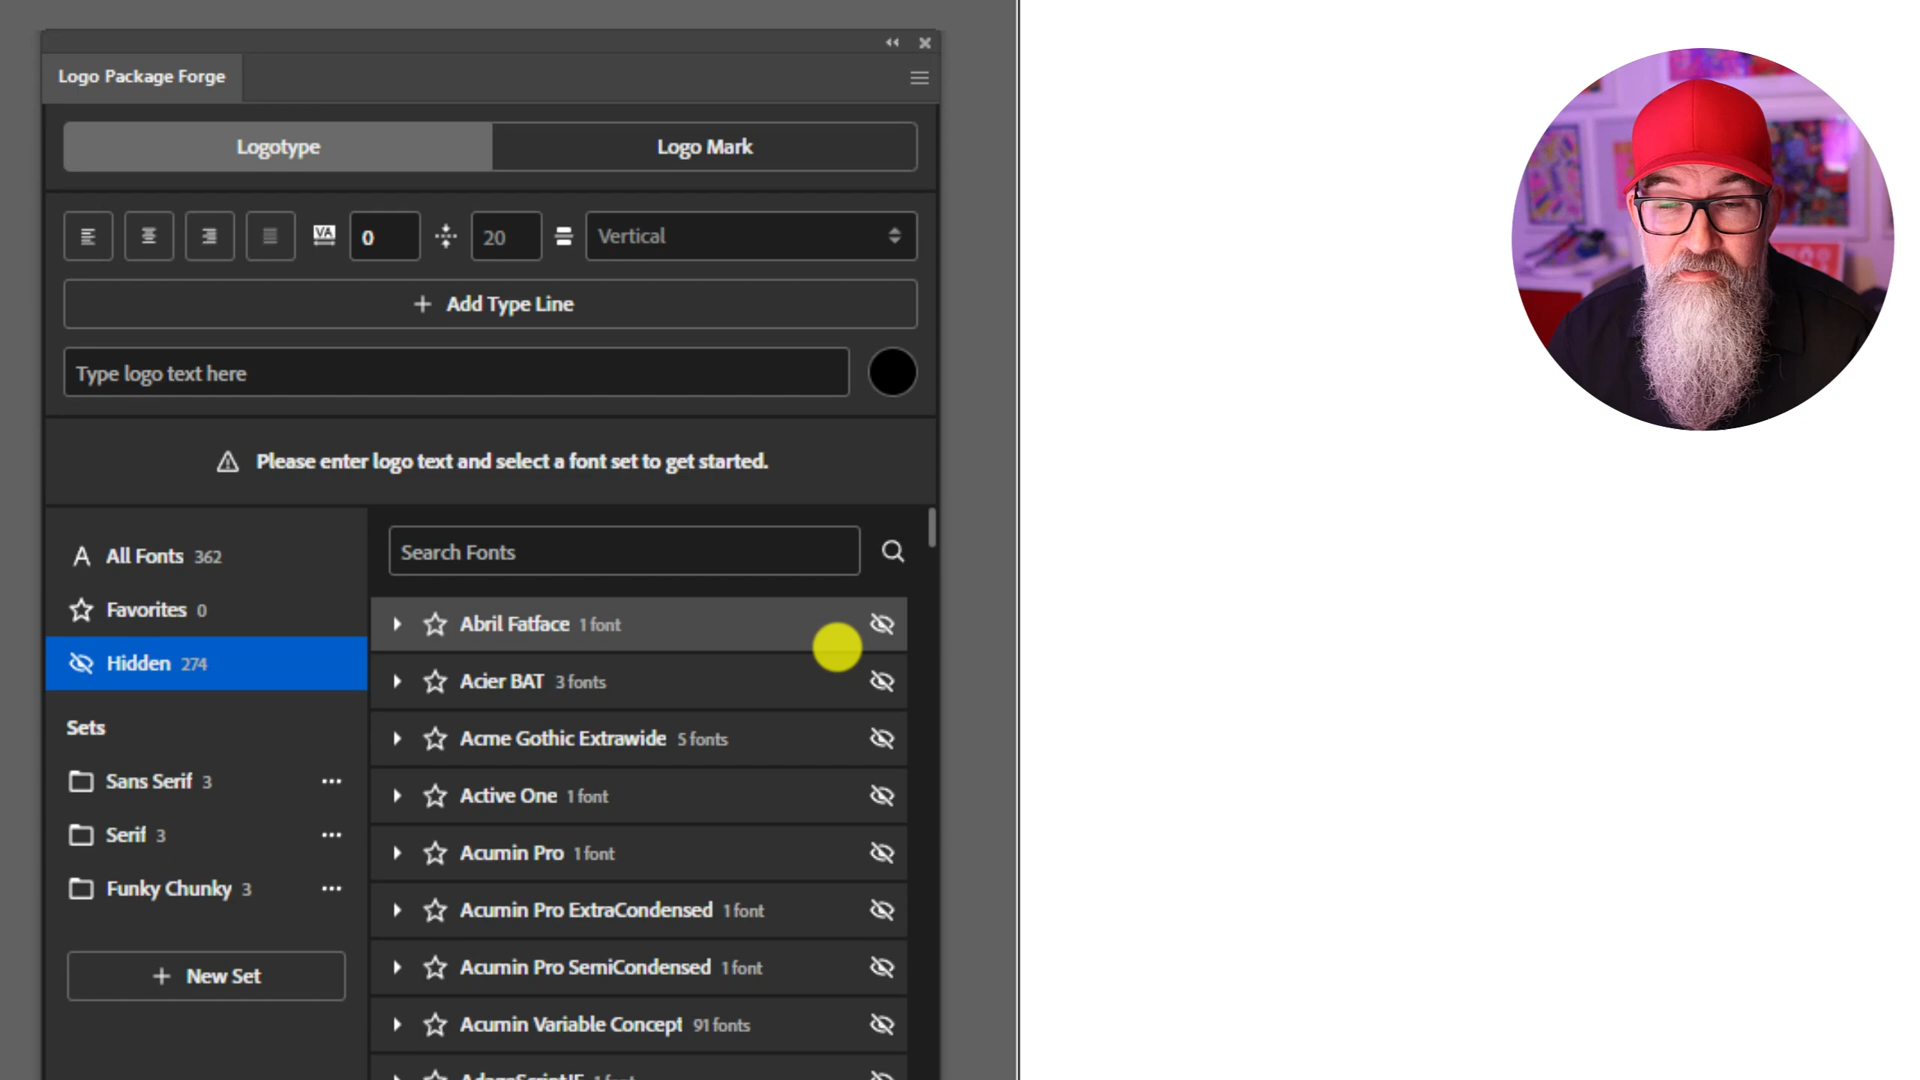 Logo Package Forge
Logotype
Logo Mark
VA
0
20
Vertical
+ Add Type Line
Type logo text here
Please enter logo text and select a font set to get started.
All Fonts 362
Favorites 0
Hidden 274
Sets
Sans Serif 3
Serif 3
Funky Chunky 3
+ New Set
Search Fonts
Abril Fatface 1 font
Acier BAT 3 fonts
Acme Gothic Extrawide 5 fonts
Active One 1 font
Acumin Pro 1 font
Acumin Pro ExtraCondensed 1 font
Acumin Pro SemiCondensed 1 font
Acumin Variable Concept 91 fonts